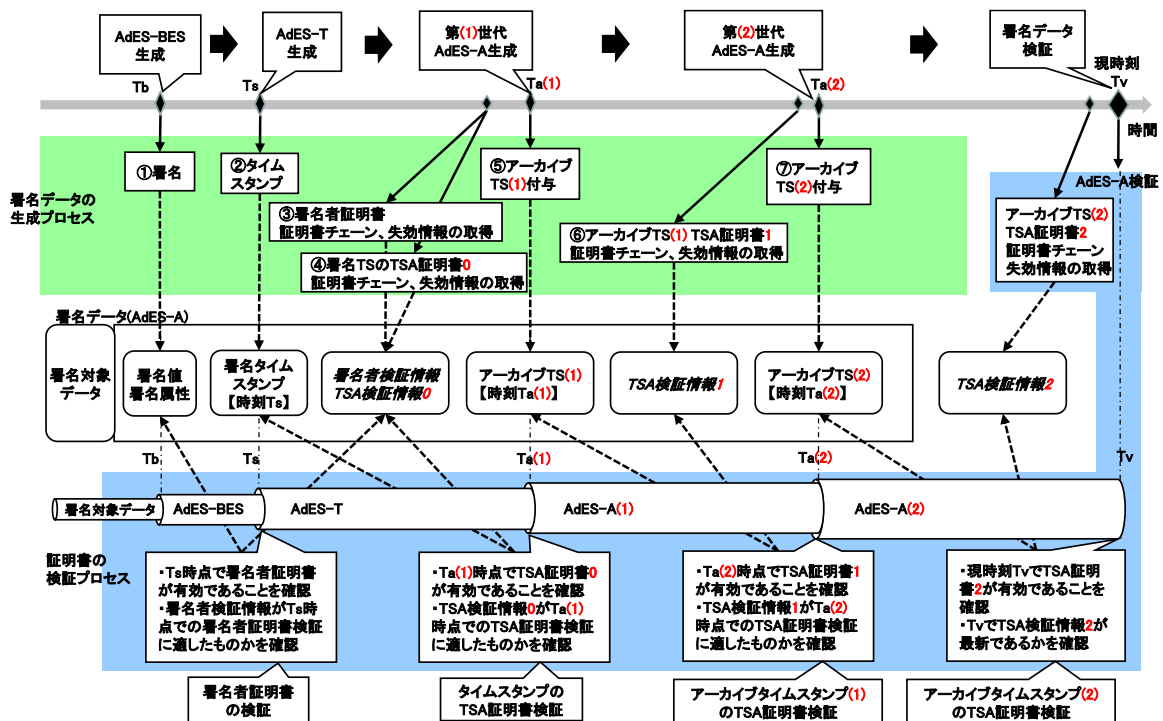 AdES-BES
生成
AdES-T
生成
第(1)世代
AdES-A生成
第(2)世代
AdES-A生成
署名データ
検証
現時刻
Tb
Ts
Ta(1)
Ta(2)
Tv
時間
①署名
②タイム
スタンプ
⑤アーカイブ
TS(1)付与
⑦アーカイブ
TS(2)付与
AdES-A検証
署名データの
生成プロセス
③署名者証明書
証明書チェーン、失効情報の取得
④署名TSのTSA証明書0
証明書チェーン、失効情報の取得
⑥アーカイブTS(1) TSA証明書1
証明書チェーン、失効情報の取得
アーカイブTS(2)
TSA証明書2
証明書チェーン
失効情報の取得
署名データ(AdES-A)
署名対象
データ
署名値
署名属性
署名タイム
スタンプ
【時刻Ts】
署名者検証情報
TSA検証情報0
アーカイブTS(1)
【時刻Ta(1)】
TSA検証情報1
アーカイブTS(2)
【時刻Ta(2)】
TSA検証情報2
Tb
Ts
Ta(1)
Ta(2)
Tv
署名対象データ
AdES-BES
AdES-T
AdES-A(1)
AdES-A(2)
証明書の
検証プロセス
・Ts時点で署名者証明書
が有効であることを確認
・署名者検証情報がTs時
点での署名者証明書検証
に適したものかを確認
・Ta(1)時点でTSA証明書0
が有効であることを確認
・TSA検証情報0がTa(1)
時点でのTSA証明書検証
に適したものかを確認
・Ta(2)時点でTSA証明書1
が有効であることを確認
・TSA検証情報1がTa(2)
時点でのTSA証明書検証
に適したものかを確認
・現時刻TvでTSA証明
書2が有効であることを
確認
・TvでTSA検証情報2が
最新であるかを確認
署名者証明書
の検証
タイムスタンプの
TSA証明書検証
アーカイブタイムスタンプ(1)
のTSA証明書検証
アーカイブタイムスタンプ(2)
のTSA証明書検証